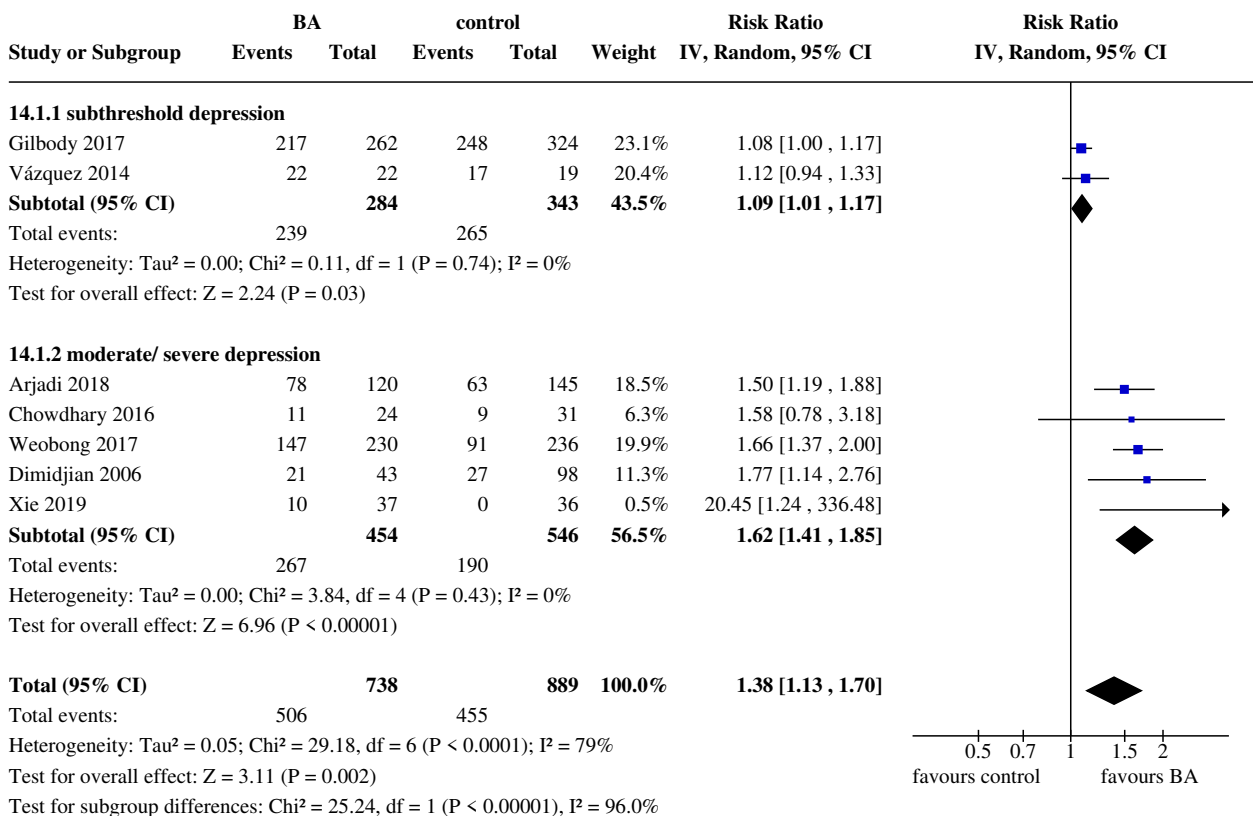 BA control Risk Ratio Risk Ratio
Study or Subgroup Events Total Events Total Weight IV, Random, 95% CI IV, Random, 95% CI
14.1.1 subthreshold depression
Gilbody 2017 217 262 248 324 23.1% 1.08 [1.00 , 1.17]
Vázquez 2014 22 22 17 19 20.4% 1.12 [0.94 , 1.33]
Subtotal (95% CI) 284 343 43.5% 1.09 [1.01 , 1.17]
Total events: 239 265
Heterogeneity: Tau² = 0.00; Chi² = 0.11, df = 1 (P = 0.74); I² = 0%
Test for overall effect: Z = 2.24 (P = 0.03)
14.1.2 moderate/ severe depression
Arjadi 2018 78 120 63 145 18.5% 1.50 [1.19 , 1.88]
Chowdhary 2016 11 24 9 31 6.3% 1.58 [0.78 , 3.18]
Weobong 2017 147 230 91 236 19.9% 1.66 [1.37 , 2.00]
Dimidjian 2006 21 43 27 98 11.3% 1.77 [1.14 , 2.76]
Xie 2019 10 37 0 36 0.5% 20.45 [1.24 , 336.48]
Subtotal (95% CI) 454 546 56.5% 1.62 [1.41 , 1.85]
Total events: 267 190
Heterogeneity: Tau² = 0.00; Chi² = 3.84, df = 4 (P = 0.43); I² = 0%
Test for overall effect: Z = 6.96 (P < 0.00001)
Total (95% CI) 738 889 100.0% 1.38 [1.13 , 1.70]
Total events: 506 455
Heterogeneity: Tau² = 0.05; Chi² = 29.18, df = 6 (P < 0.0001); I² = 79%
0.5 0.7 1 1.5 2
Test for overall effect: Z = 3.11 (P = 0.002)
favours control favours BA
Test for subgroup differences: Chi² = 25.24, df = 1 (P < 0.00001), I² = 96.0%